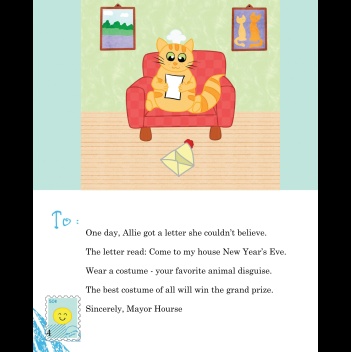 To:
One day, Allie got a letter she couldn't believe.
The letter read: Come to my house New Year's Eve.
Wear a costume - your favorite animal disguise.
The best costume of all will win the grand prize.
Sincerely, Mayor Hourse
4